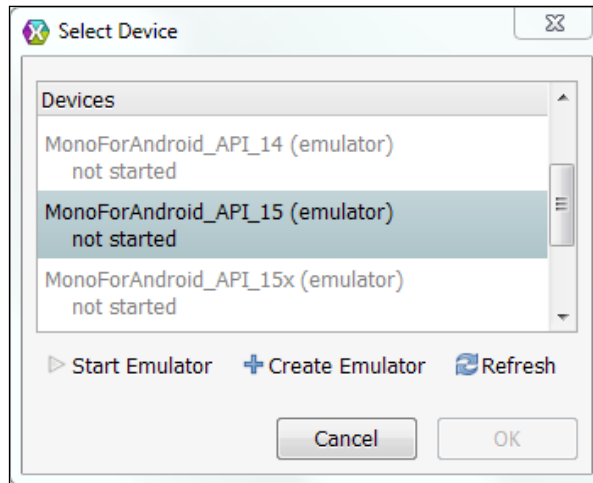 Select Device
Devices
MonoForAndroid_API_14 (emulator)
not started
MonoForAndroid_API_15 (emulator)
not started
MonoForAndroid_API_15x (emulator)
not started
Start Emulator Create Emulator Refresh
Cancel OK